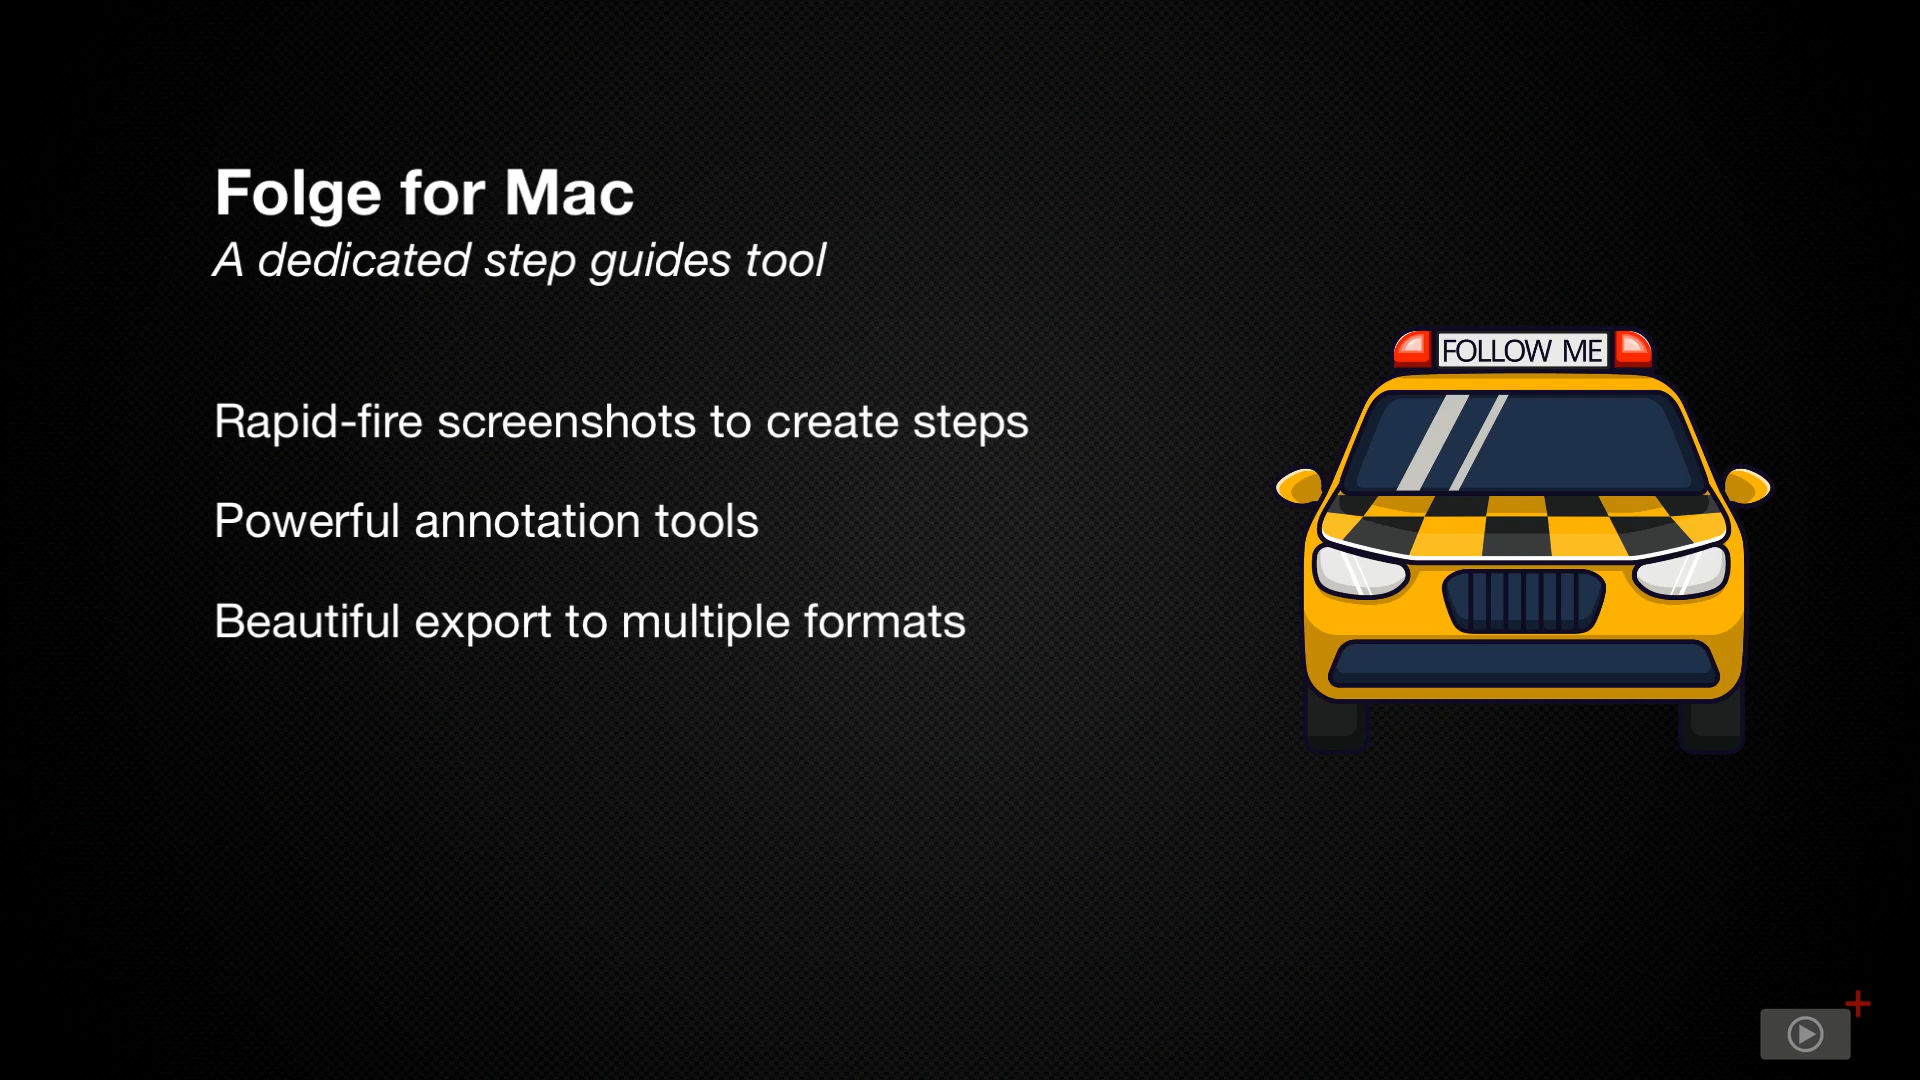 Folge for Mac
A dedicated step guides tool
FOLLOW ME
Rapid-fire screenshots to create steps
Powerful annotation tools
Beautiful export to multiple formats